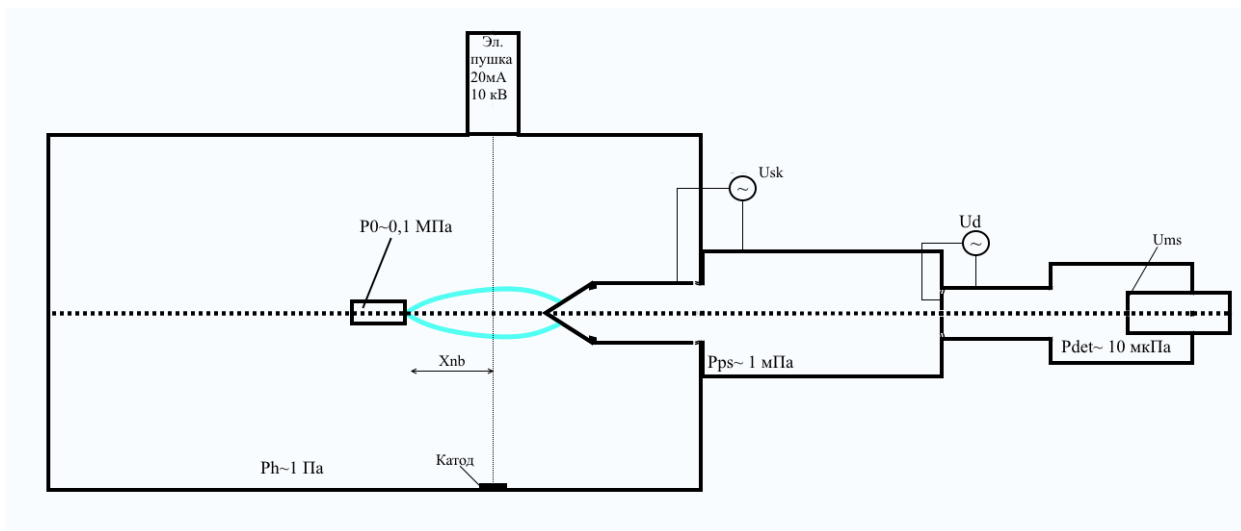 Эл.
пушка
20мА
10 кВ
Usk
P0~0,1 МПа
Ud
Ums
Xnb
Pps~ 1 мПа
Pdet~ 10 мкПа
Катод
Ph~1 Па